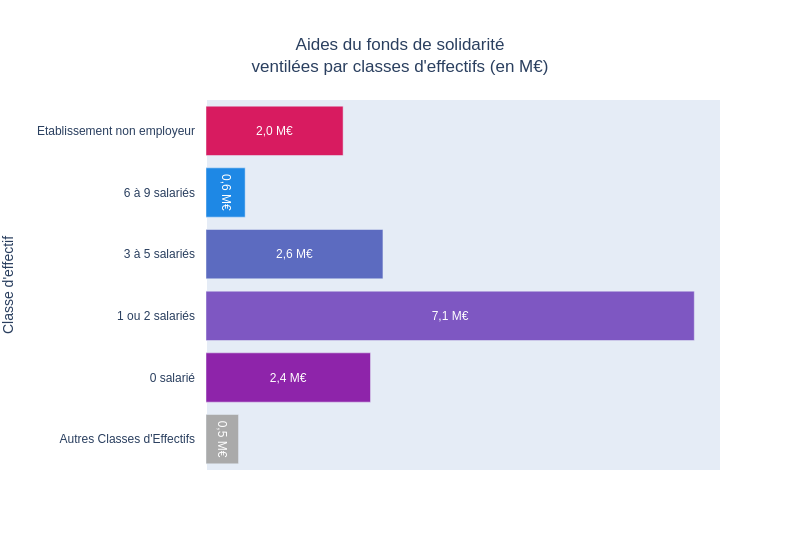 Aides du fonds de solidarité
ventilées par classes d'effectifs (en M€)
Classe d'effectif
Etablissement non employeur
2,0 M€
6 à 9 salariés
0,6 M€
3 à 5 salariés
2,6 M€
1 ou 2 salariés
7,1 M€
0 salarié
2,4 M€
Autres Classes d'Effectifs
0,5 M€